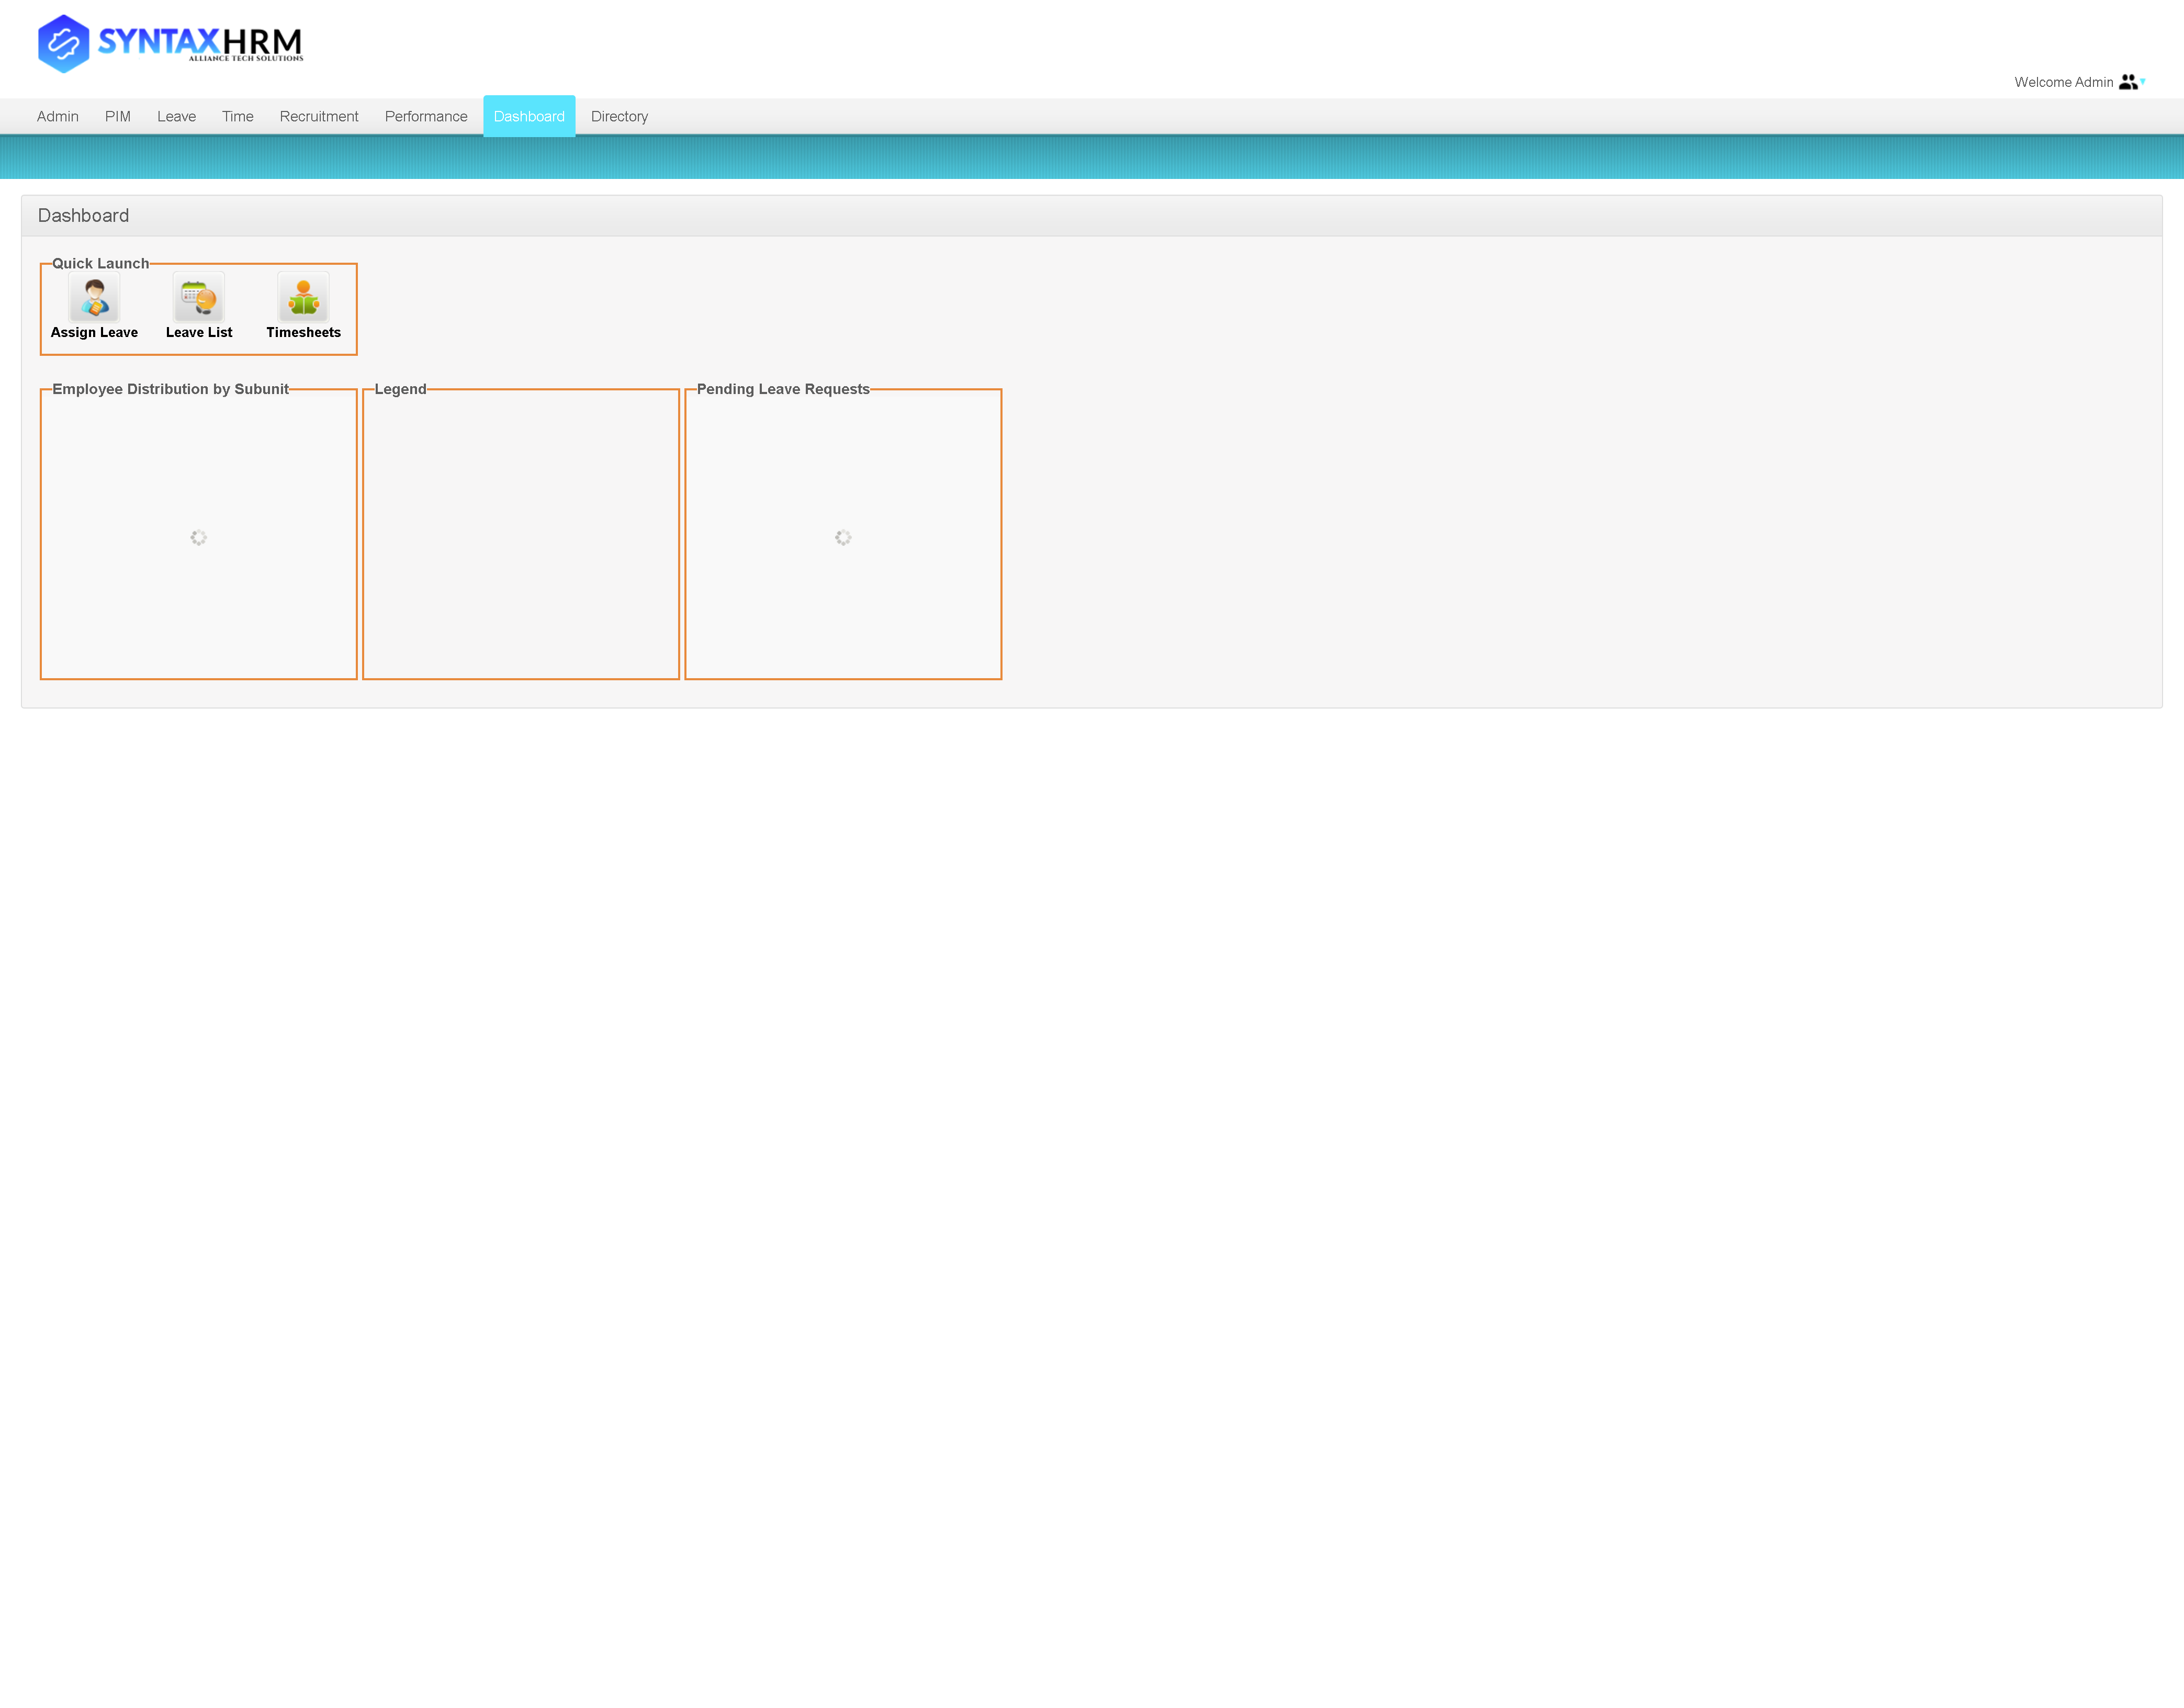 SYNTAXHRM
ALLIANCE TECH SOLUTIONS
Welcome Admin
Admin PIM Leave Time Recruitment Performance Dashboard Directory
Dashboard
Quick Launch
Assign Leave Leave List Timesheets
Employee Distribution by Subunit Legend Pending Leave Requests